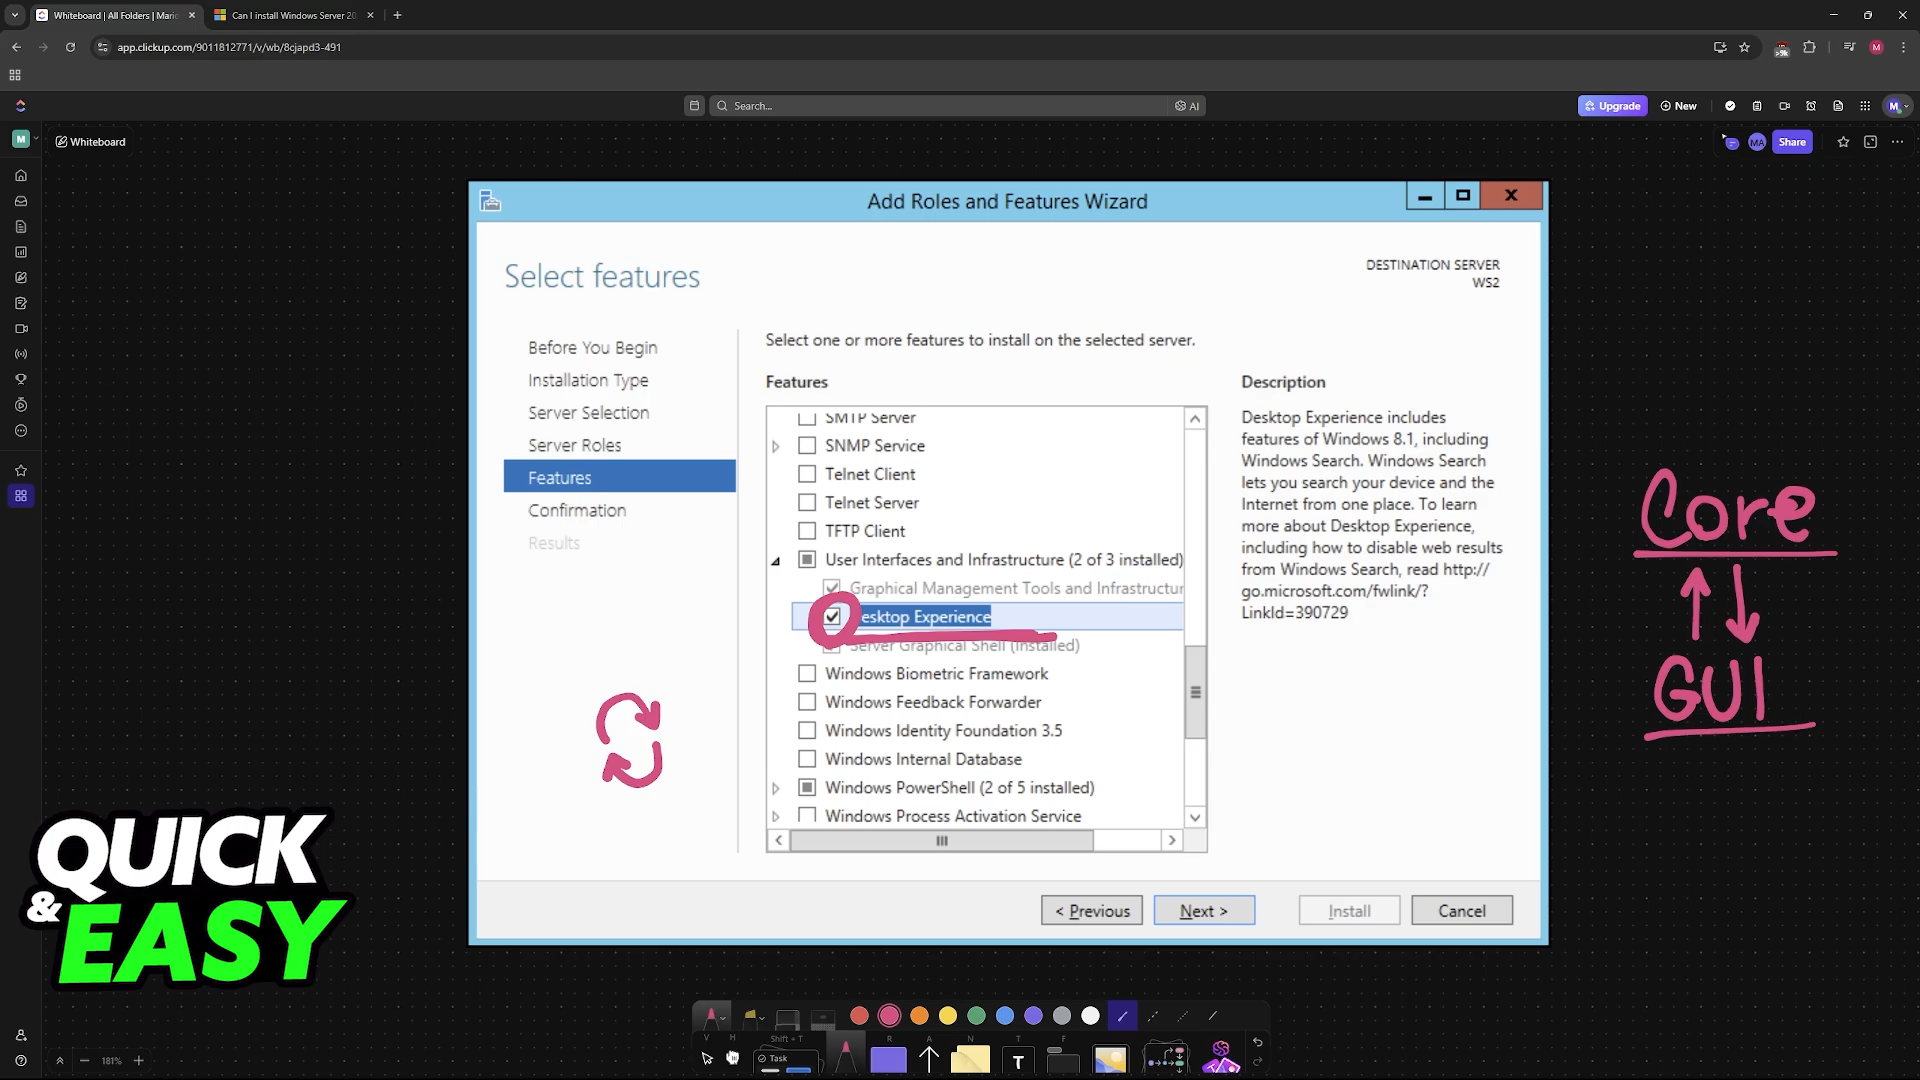 Whiteboard | All Folders | Mari
Can I install Windows Server 20
app.clickup.com/9011812771/v/wb/8cjapd3-491
M
Search...
AI
Upgrade
New
M
M
Whiteboard
MA
Share
Add Roles and Features Wizard
Select features
DESTINATION SERVER
WS2
Before You Begin
Installation Type
Server Selection
Server Roles
Features
Confirmation
Results
Select one or more features to install on the selected server.
Features
SMTP Server
SNMP Service
Telnet Client
Telnet Server
TFTP Client
User Interfaces and Infrastructure (2 of 3 installed)
Graphical Management Tools and Infrastructur
esktop Experience
Server Graphical Shell (Installed)
Windows Biometric Framework
Windows Feedback Forwarder
Windows Identity Foundation 3.5
Windows Internal Database
Windows PowerShell (2 of 5 installed)
Windows Process Activation Service
Description
Desktop Experience includes
features of Windows 8.1, including
Windows Search. Windows Search
lets you search your device and the
Internet from one place. To learn
more about Desktop Experience,
including how to disable web results
from Windows Search, read http://
go.microsoft.com/fwlink/?
LinkId=390729
< Previous
Next >
Install
Cancel
Core
GUI
QUICK
& EASY
181%
V
H
Shift + T
R
A
N
T
F
Task
T